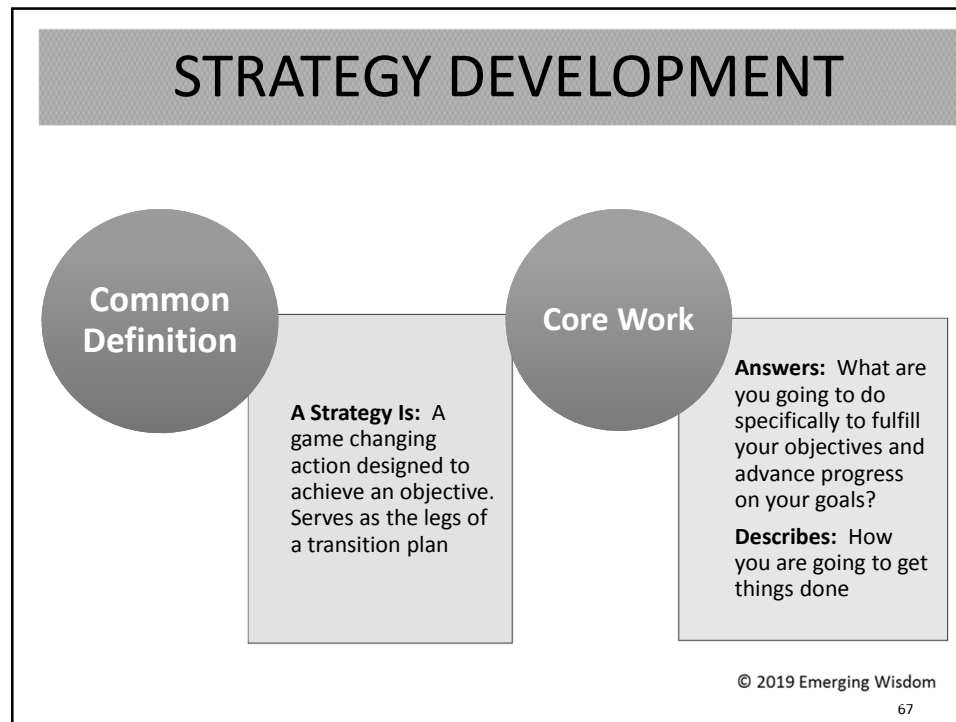 STRATEGY DEVELOPMENT
Common
Definition
A Strategy Is:  A
game changing
action designed to
achieve an objective.
Serves as the legs of
a transition plan
Core Work
Answers:  What are
you going to do
specifically to fulfill
your objectives and
advance progress
on your goals?
Describes:  How
you are going to get
things done
© 2019 Emerging Wisdom
67